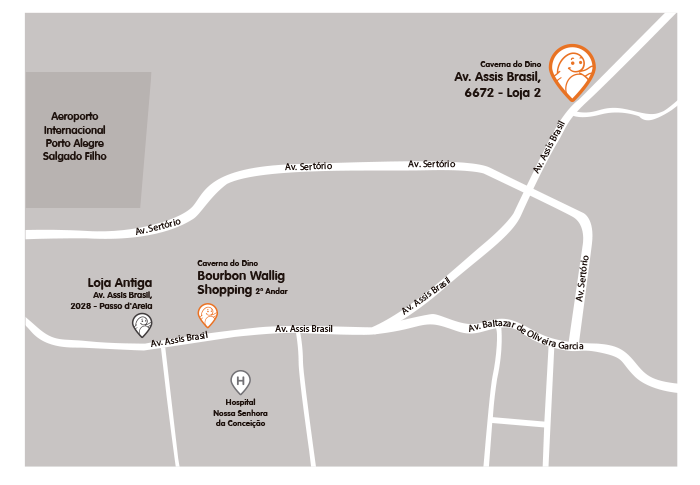 Caverna do Dino
Av. Assis Brasil,
6672 - Loja 2
Aeroporto
Internacional
Porto Alegre
Salgado Filho
Av. Assis Brasil
Av. Sertório
Av. Sertório
Av. Sertório
Caverna do Dino
Bourbon Wallig
Shopping 2º Andar
Loja Antiga
Av. Assis Brasil,
2028 - Passo d'Areia
Av. Sertório
Av. Assis Brasil
Av. Assis Brasil
Av. Assis Brasil
Av. Baltazar de Oliveira Garcia
H
Hospital
Nossa Senhora
da Conceição